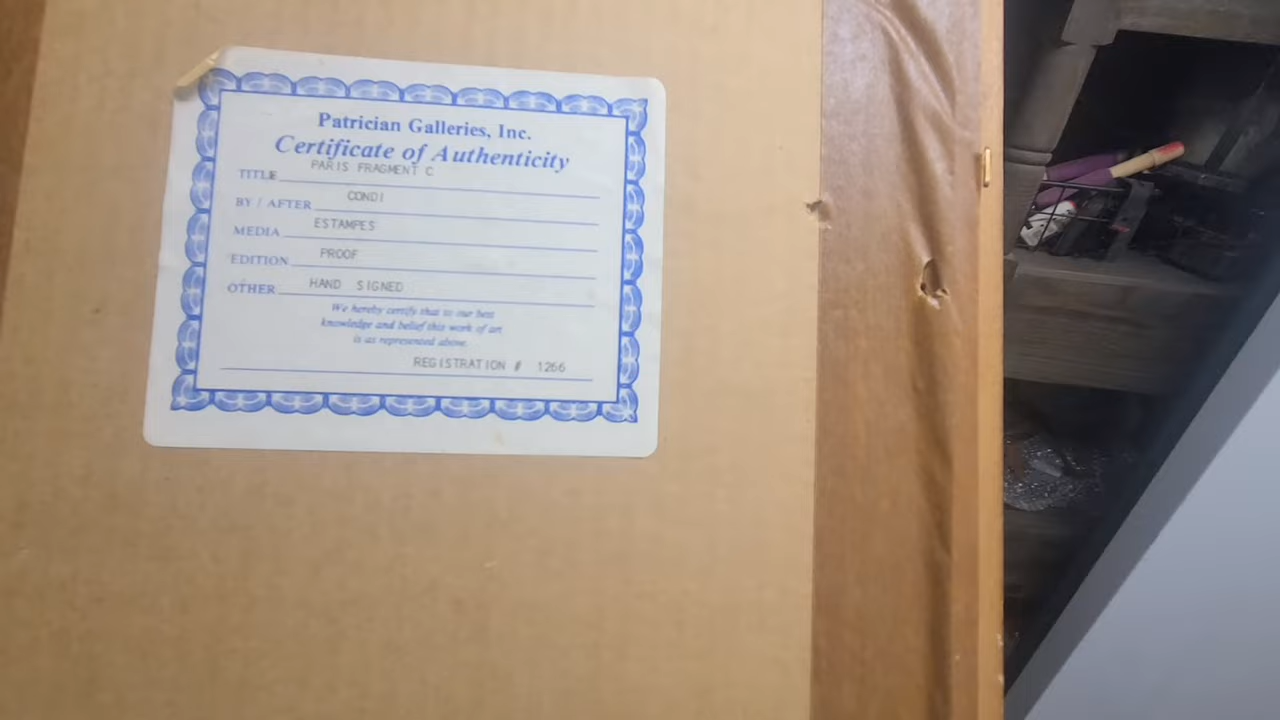 Patrician Galleries, Inc.
Certificate of Authenticity
TITLE PARIS FRAGMENT C
BY / AFTER CONDI
MEDIA ESTAMPES
EDITION PROOF
OTHER HAND SIGNED
We hereby certify that to our best
knowledge and belief this work of art
is as represented above.
REGISTRATION # 1266